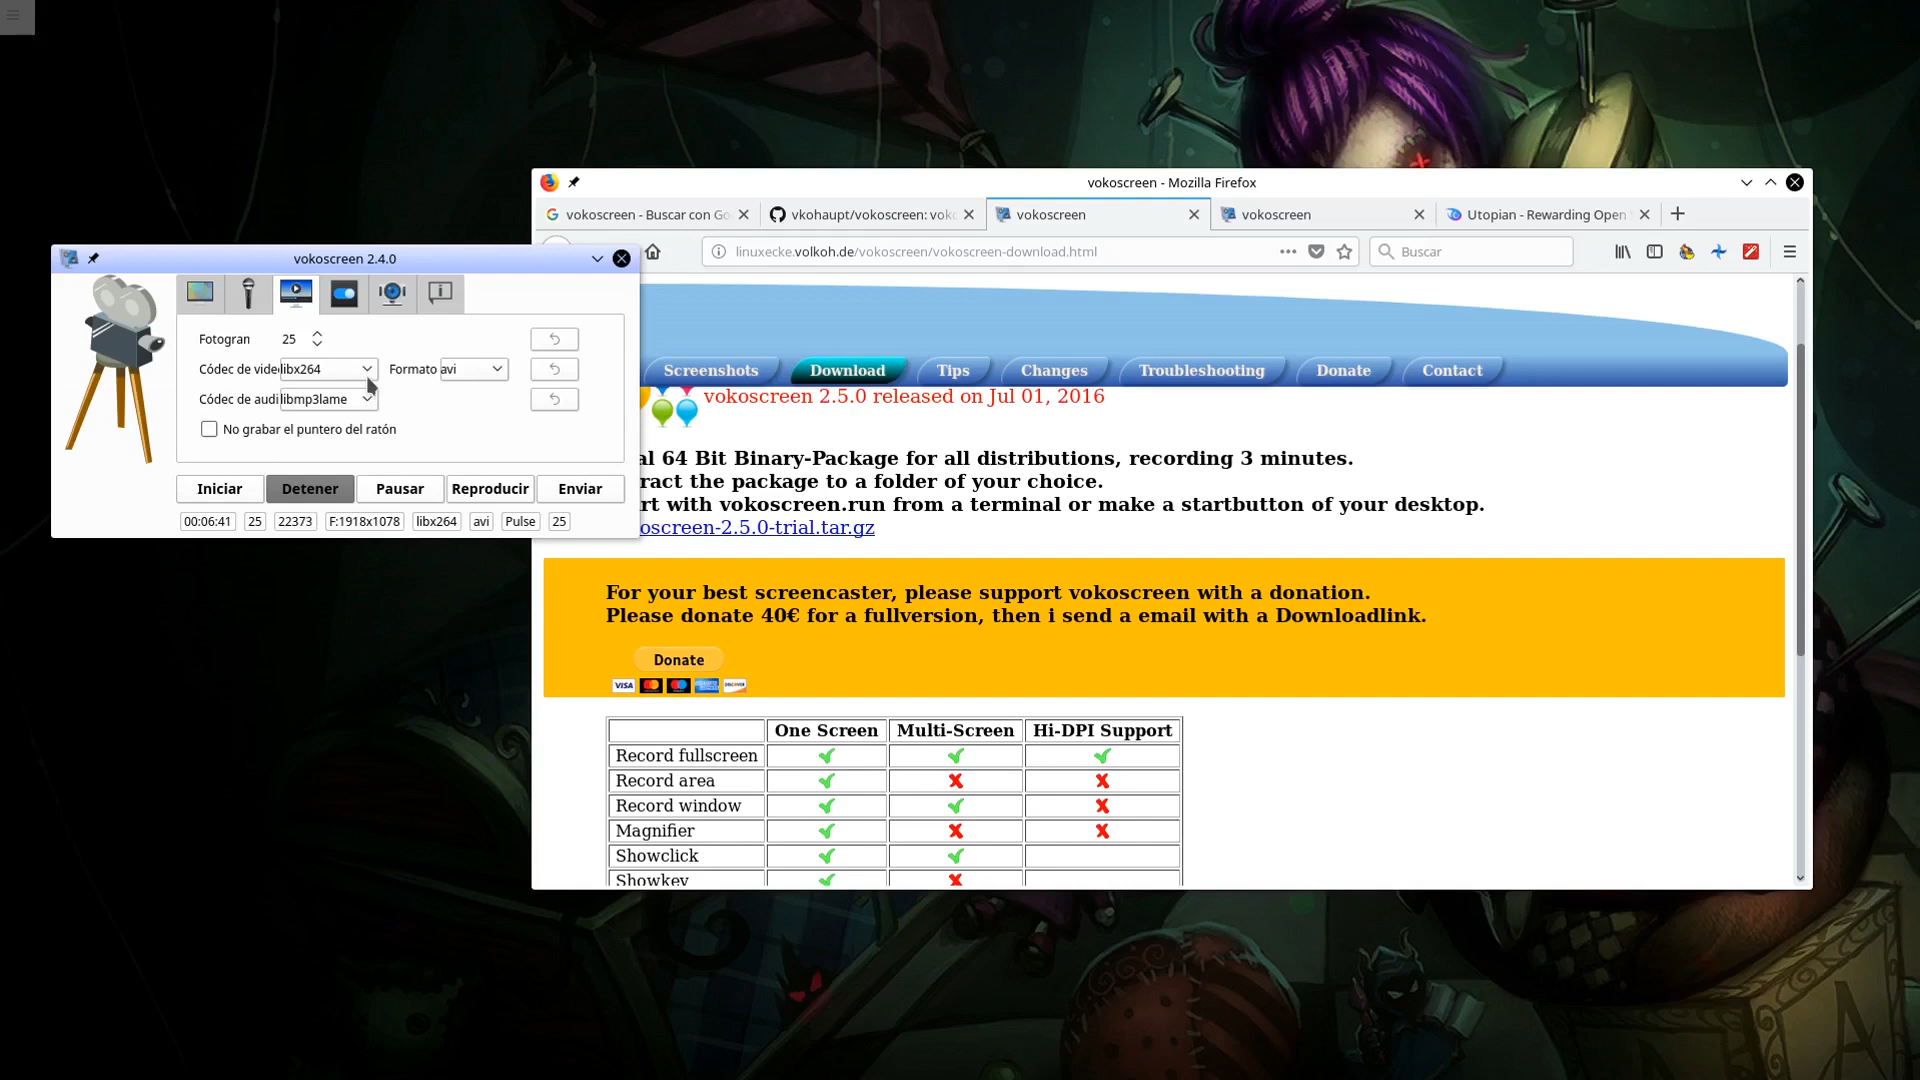 vokoscreen - Mozilla Firefox
vokoscreen - Buscar con Go
vkohaupt/vokoscreen: voko
vokoscreen
vokoscreen
Utopian - Rewarding Open
linuxecke.volkoh.de/vokoscreen/vokoscreen-download.html
Buscar
vokoscreen 2.4.0
Fotogran
25
Códec de vide
libx264
Formato
avi
Códec de audi
libmp3lame
No grabar el puntero del ratón
Iniciar
Detener
Pausar
Reproducir
Enviar
00:06:41
25
22373
F:1918x1078
libx264
avi
Pulse
25
Screenshots
Download
Tips
Changes
Troubleshooting
Donate
Contact
vokoscreen 2.5.0 released on Jul 01, 2016
al 64 Bit Binary-Package for all distributions, recording 3 minutes.
ract the package to a folder of your choice.
rt with vokoscreen.run from a terminal or make a startbutton of your desktop.
oscreen-2.5.0-trial.tar.gz
For your best screencaster, please support vokoscreen with a donation.
Please donate 40€ for a fullversion, then i send a email with a Downloadlink.
Donate
VISA
One Screen Multi-Screen Hi-DPI Support
Record fullscreen
Record area
Record window
Magnifier
Showclick
Showkey